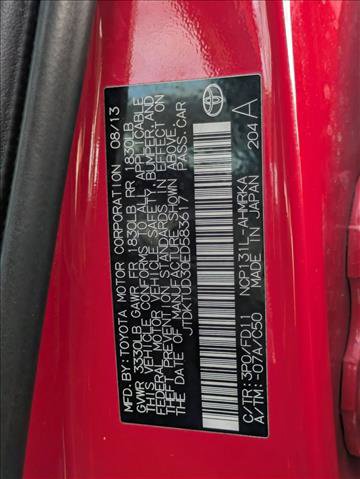 MFD.BY:TOYOTA MOTOR CORPORATION 08/13
GVWR 3330LB GAWR FR 1830LB RR 1830LB
THIS VEHICLE CONFORMS TO ALL APPLICABLE
FEDERAL MOTOR VEHICLE SAFETY, BUMPER, AND
THEFT PREVENTION STANDARDS IN EFFECT ON
THE DATE OF MANUFACTURE SHOWN ABOVE.
JTDKTUD30ED583617 PASS.CAR
C/TR:3P0/FD11 NCP131L-AHMRKA
A/TM:-07A/C50 MADE IN JAPAN 204 A